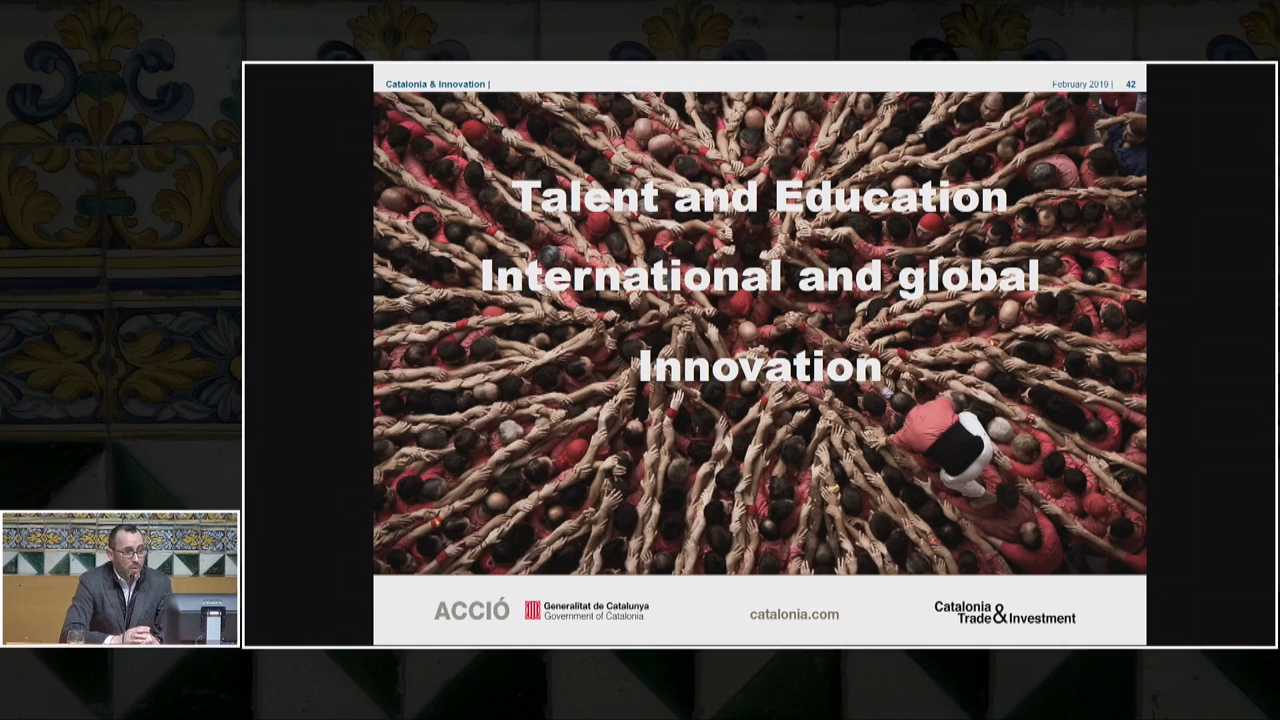 Catalonia & Innovation |
February 2019 | 42
Talent and Education
International and global
Innovation
ACCIÓ
Generalitat de Catalunya
Government of Catalonia
catalonia.com
Catalonia
Trade & Investment